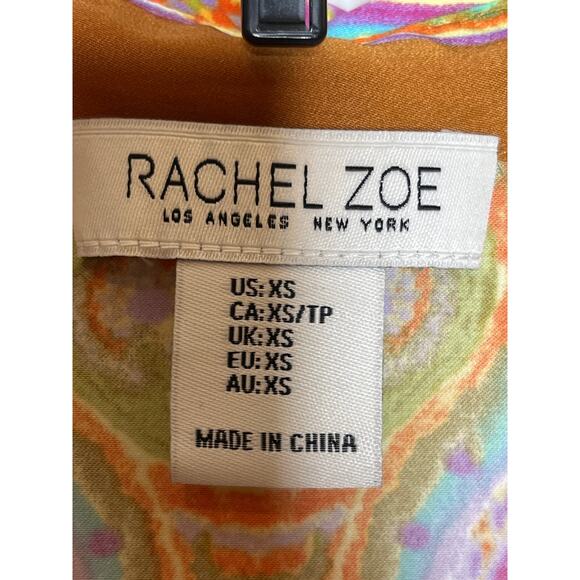 RACHEL ZOE
LOS ANGELES NEW YORK
US:XS
CA:XS/TP
UK:XS
EU:XS
AU:XS
MADE IN CHINA